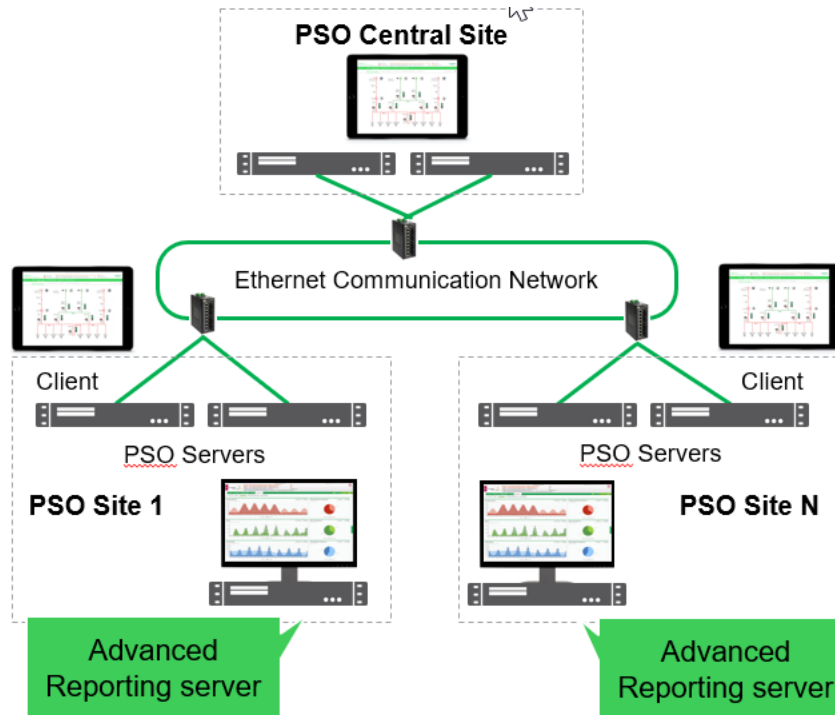 PSO Central Site
Ethernet Communication Network
Client
PSO Servers
PSO Site 1
Client
PSO Servers
PSO Site N
Advanced
Reporting server
Advanced
Reporting server